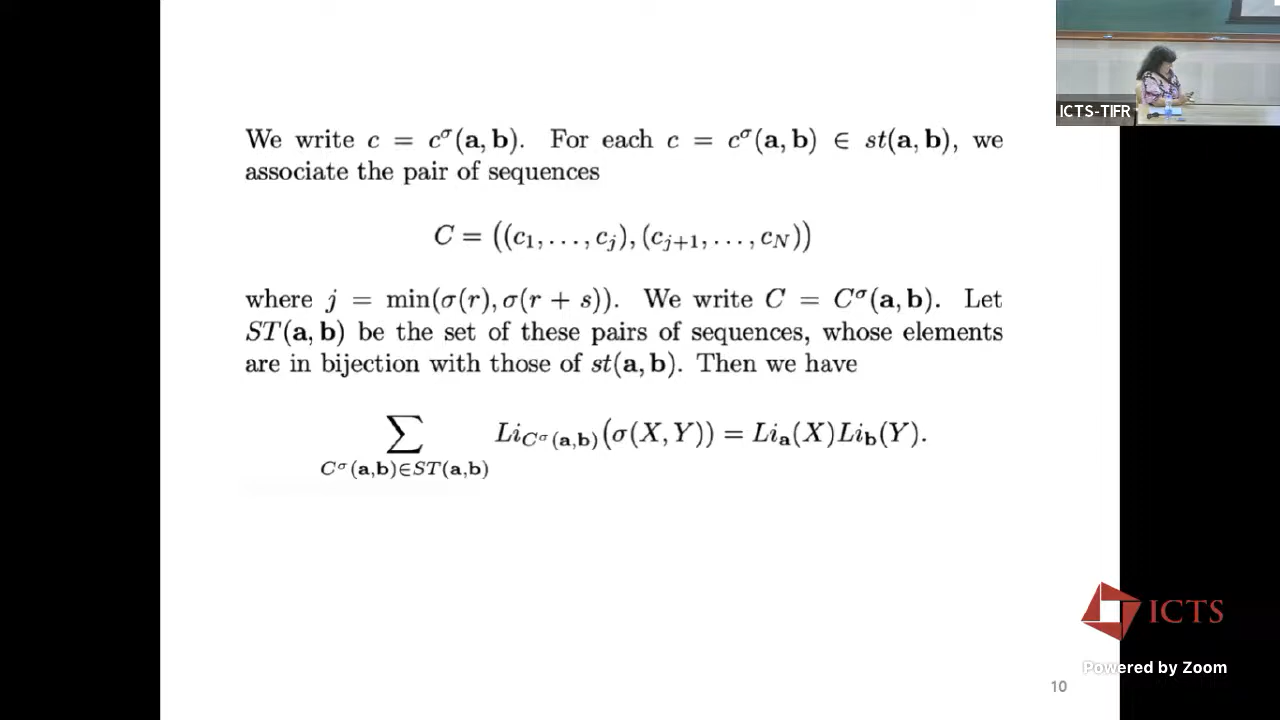 We write c = c^σ(a, b). For each c = c^σ(a, b) ∈ st(a, b), we
associate the pair of sequences
C = ((c_1, . . . , c_j), (c_{j+1}, . . . , c_N))
where j = min(σ(r), σ(r + s)). We write C = C^σ(a, b). Let
ST(a, b) be the set of these pairs of sequences, whose elements
are in bijection with those of st(a, b). Then we have
∑_{C^σ(a,b)∈ST(a,b)} Li_{C^σ(a,b)}(σ(X, Y)) = Li_a(X)Li_b(Y).
ICTS-TIFR
ICTS
Powered by Zoom
10